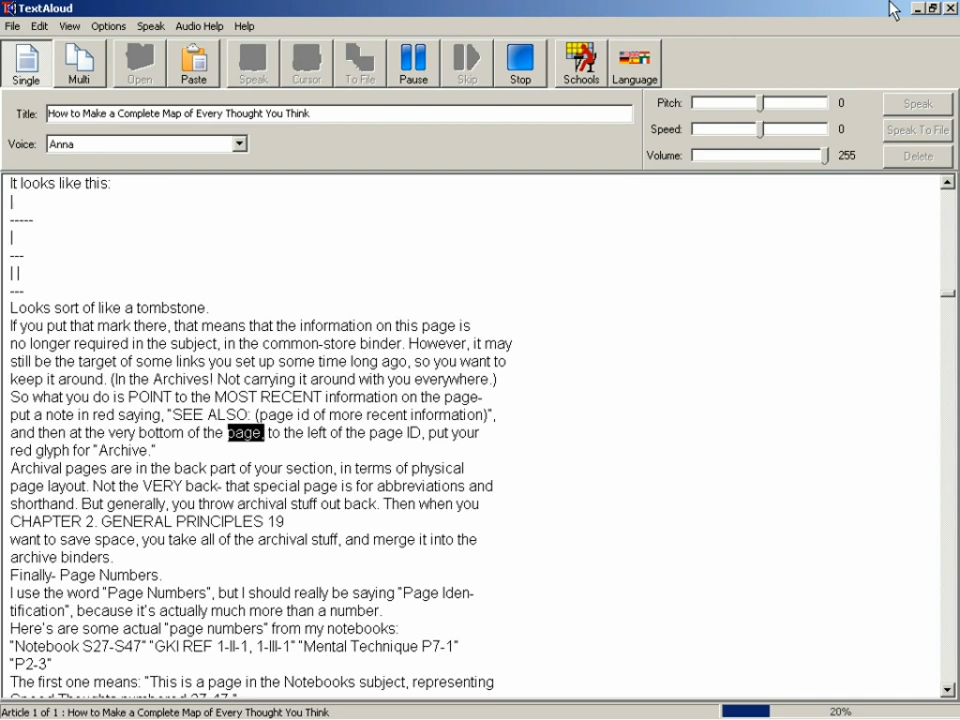 TextAloud
File Edit View Options Speak Audio Help Help
Single Multi Open Paste Speak Cursor To File Pause Skip Stop Schools Language
Title: How to Make a Complete Map of Every Thought You Think
Voice: Anna
Pitch: 0 Speak
Speed: 0 Speak To File
Volume: 255 Delete
It looks like this:
|
-----
|
---
| |
---
Looks sort of like a tombstone.
If you put that mark there, that means that the information on this page is
no longer required in the subject, in the common-store binder. However, it may
still be the target of some links you set up some time long ago, so you want to
keep it around. (In the Archives! Not carrying it around with you everywhere.)
So what you do is POINT to the MOST RECENT information on the page-
put a note in red saying, "SEE ALSO: (page id of more recent information)",
and then at the very bottom of the page, to the left of the page ID, put your
red glyph for "Archive."
Archival pages are in the back part of your section, in terms of physical
page layout. Not the VERY back- that special page is for abbreviations and
shorthand. But generally, you throw archival stuff out back. Then when you
CHAPTER 2. GENERAL PRINCIPLES 19
want to save space, you take all of the archival stuff, and merge it into the
archive binders.
Finally- Page Numbers.
I use the word "Page Numbers", but I should really be saying "Page Iden-
tification", because it's actually much more than a number.
Here's are some actual "page numbers" from my notebooks:
"Notebook S27-S47" "GKI REF 1-II-1, 1-III-1" "Mental Technique P7-1"
"P2-3"
The first one means: "This is a page in the Notebooks subject, representing
Speed Thoughts numbered 27-47."
Article 1 of 1 : How to Make a Complete Map of Every Thought You Think 20%